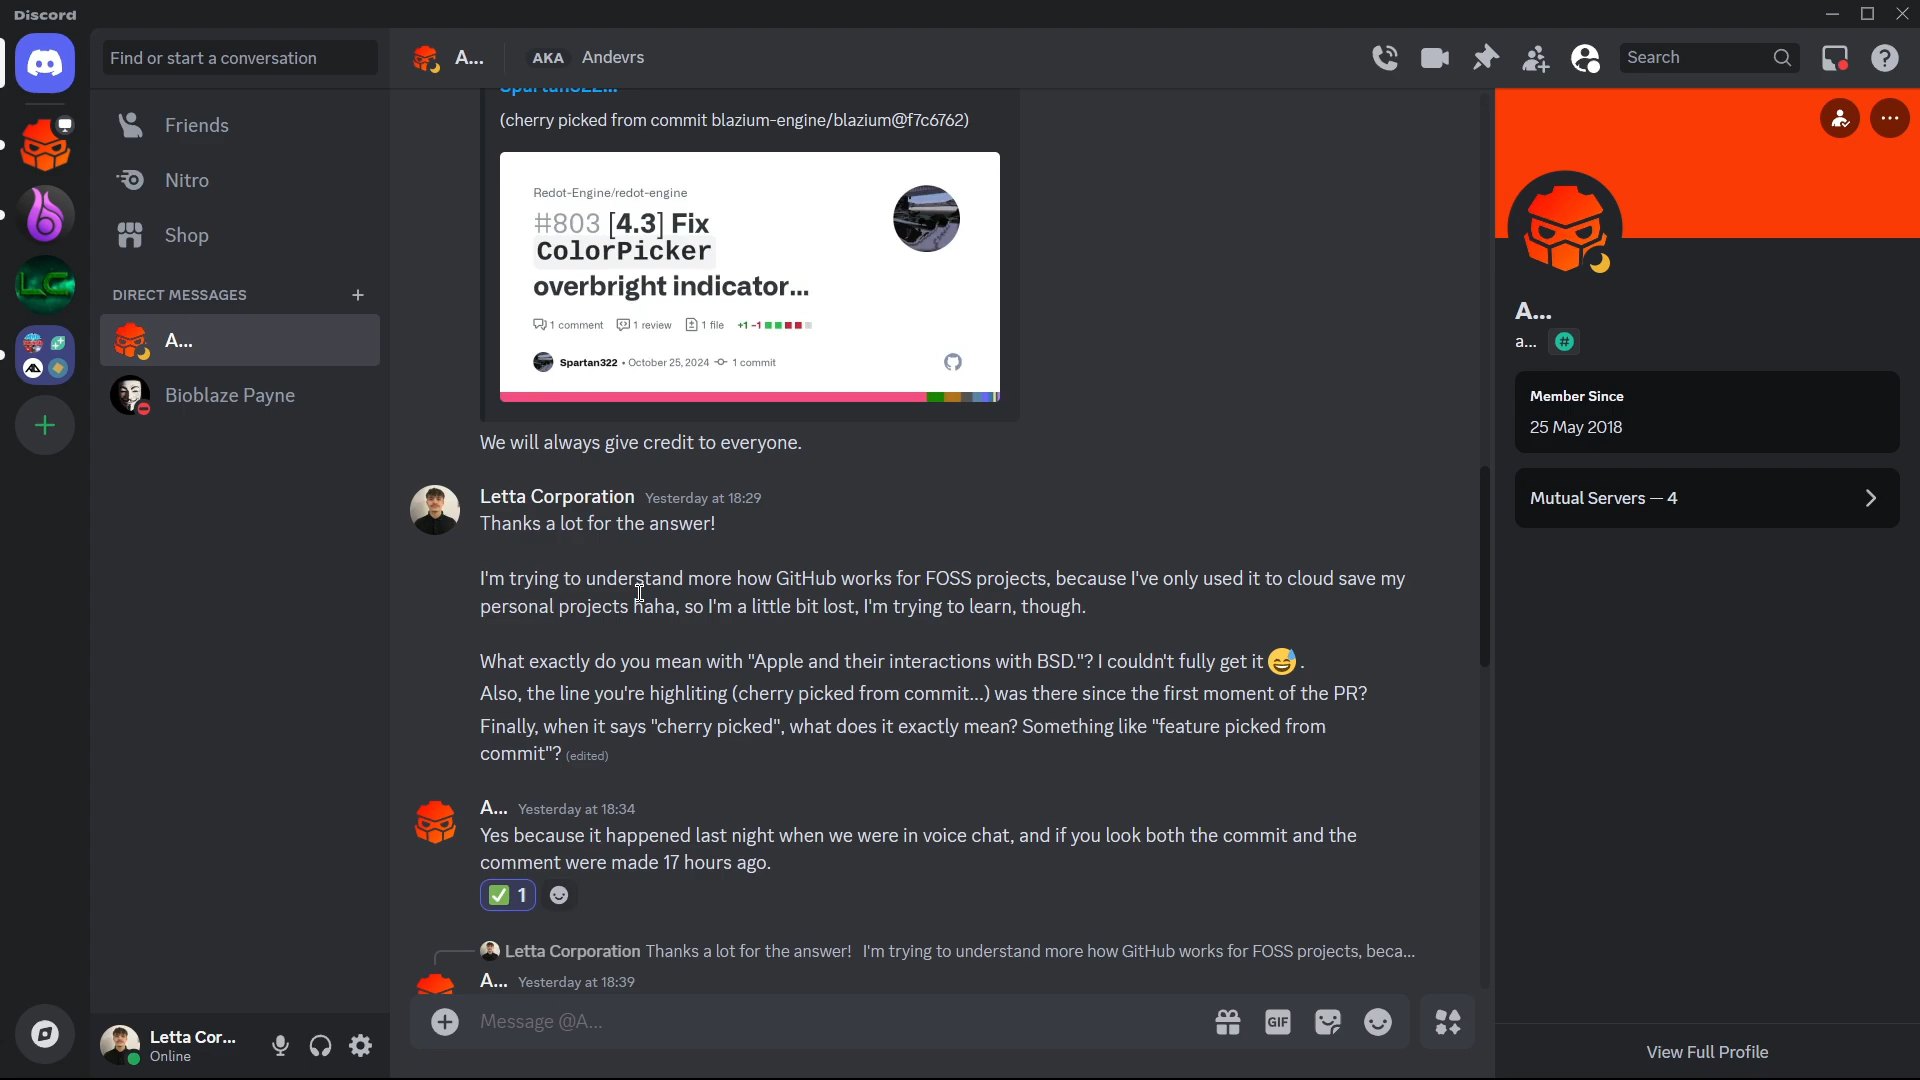 Discord
Find or start a conversation
Friends
Nitro
Shop
DIRECT MESSAGES
A...
Bioblaze Payne
LC
Letta Cor...
Online
A...
AKA Andevrs
Search
Spartan322...
(cherry picked from commit blazium-engine/blazium@f7c6762)
Redot-Engine/redot-engine
#803 [4.3] Fix
ColorPicker
overbright indicator...
1 comment 1 review 1 file +1 -1
Spartan322 • October 25, 2024 1 commit
We will always give credit to everyone.
Letta Corporation Yesterday at 18:29
Thanks a lot for the answer!
I'm trying to understand more how GitHub works for FOSS projects, because I've only used it to cloud save my
personal projects haha, so I'm a little bit lost, I'm trying to learn, though.
What exactly do you mean with "Apple and their interactions with BSD."? I couldn't fully get it 😅 .
Also, the line you're highliting (cherry picked from commit...) was there since the first moment of the PR?
Finally, when it says "cherry picked", what does it exactly mean? Something like "feature picked from
commit"? (edited)
A... Yesterday at 18:34
Yes because it happened last night when we were in voice chat, and if you look both the commit and the
comment were made 17 hours ago.
✅ 1
Letta Corporation Thanks a lot for the answer! I'm trying to understand more how GitHub works for FOSS projects, beca...
A... Yesterday at 18:39
Message @A...
GIF
A...
a... #
Member Since
25 May 2018
Mutual Servers — 4
View Full Profile